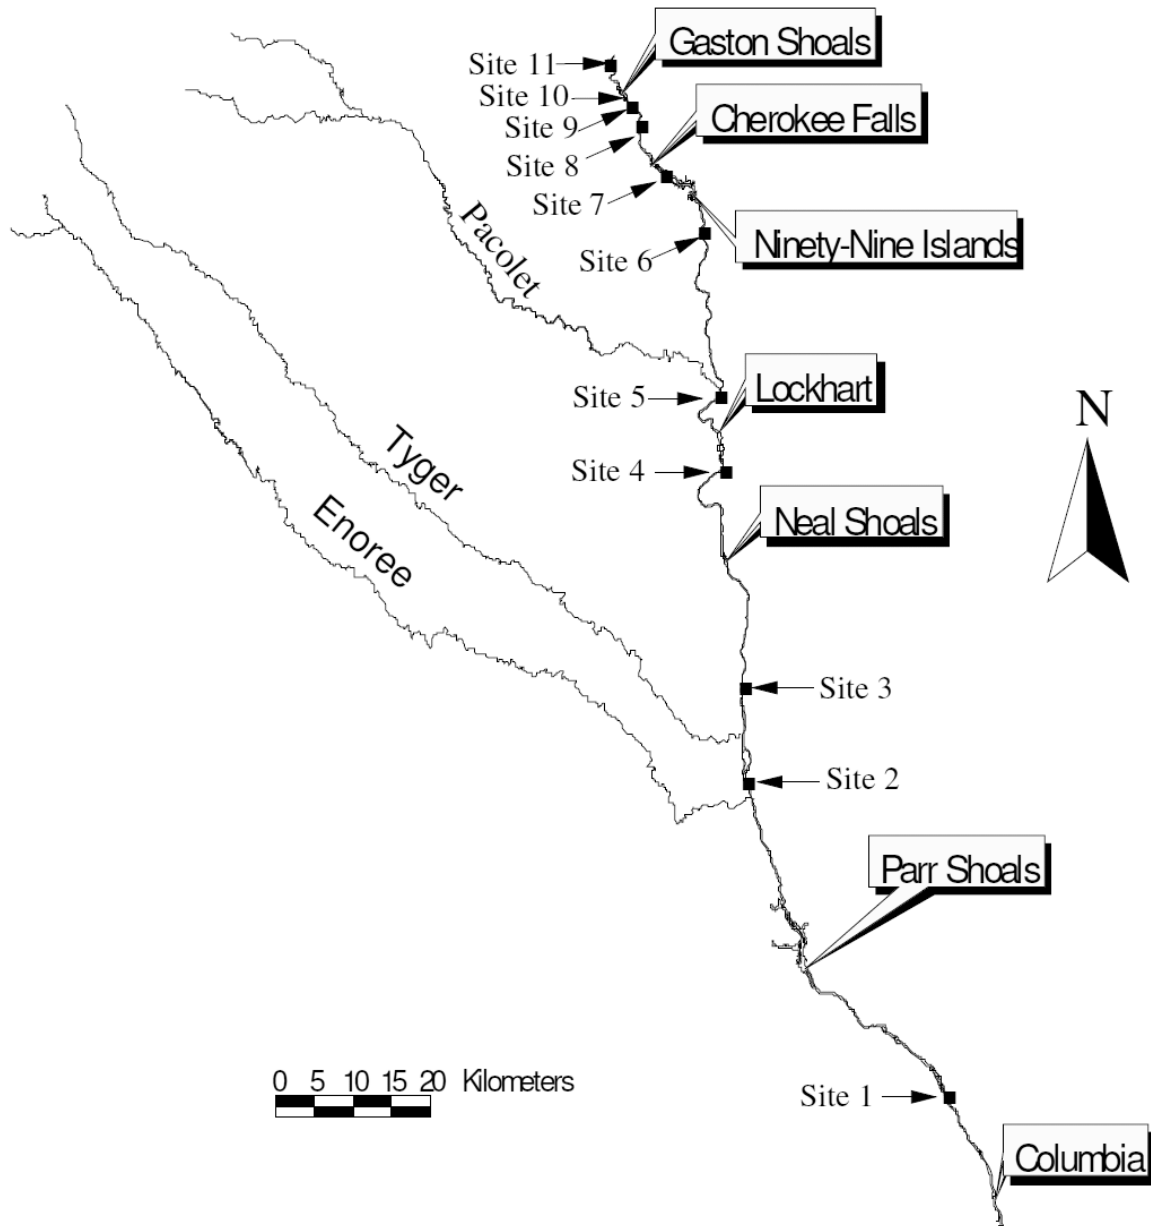 Gaston Shoals
Site 11
Site 10
Cherokee Falls
Site 9
Site 8
Site 7
Pacolet
Ninety-Nine Islands
Site 6
Lockhart
Site 5
N
Tyger
Site 4
Enoree
Neal Shoals
Site 3
Site 2
Parr Shoals
0 5 10 15 20 Kilometers
Site 1
Columbia